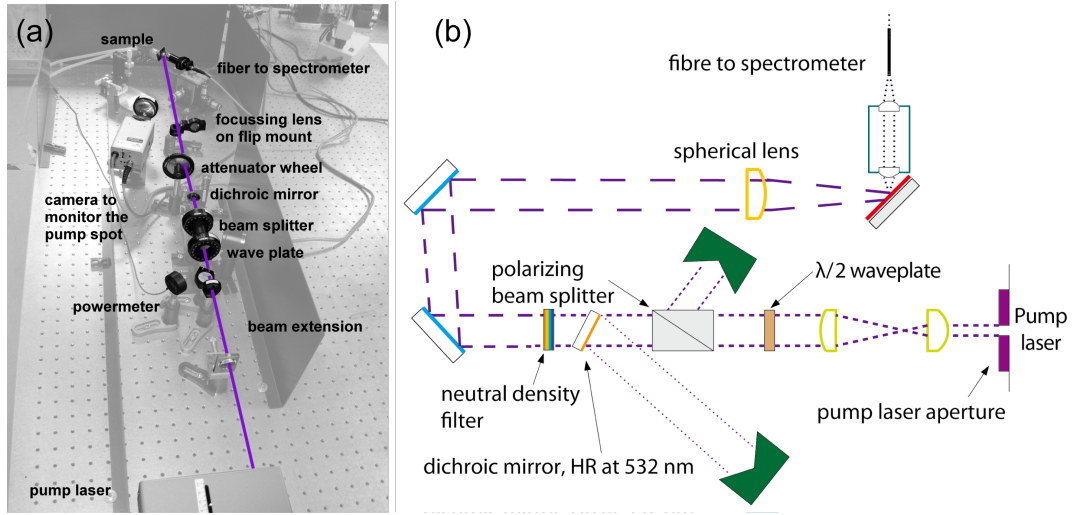 (a)
sample
fiber to spectrometer
focussing lens
on flip mount
attenuator wheel
dichroic mirror
camera to
monitor the
pump spot
beam splitter
wave plate
powermeter
beam extension
pump laser
(b)
fibre to spectrometer
spherical lens
polarizing
beam splitter
λ/2 waveplate
Pump
laser
neutral density
filter
pump laser aperture
dichroic mirror, HR at 532 nm